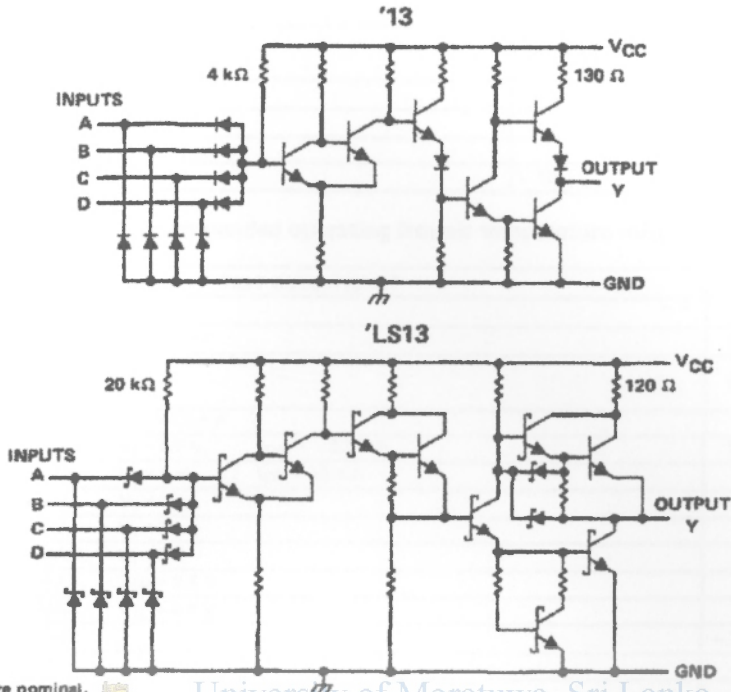 '13
VCC
4 kΩ
130 Ω
INPUTS
A
B
C
D
OUTPUT
Y
GND
'LS13
VCC
20 kΩ
120 Ω
INPUTS
A
B
C
D
OUTPUT
Y
GND
re nominal.
University of Moratuwa, Sri Lanka